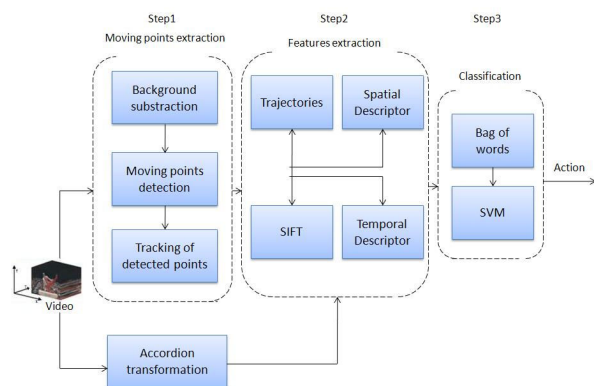 Step1
Moving points extraction
Background
substraction
Moving points
detection
Tracking of
detected points
Step2
Features extraction
Trajectories
Spatial
Descriptor
SIFT
Temporal
Descriptor
Step3
Classification
Bag of
words
SVM
Action
Video
Accordion
transformation